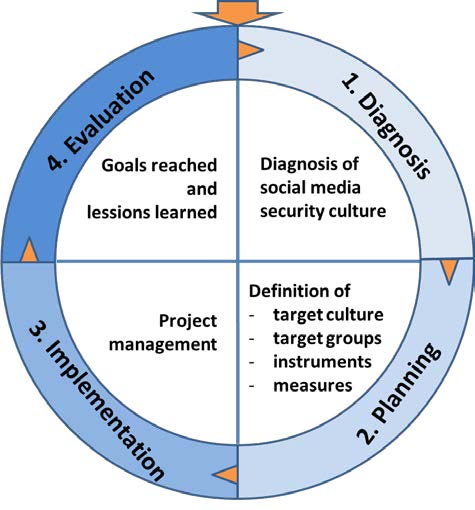 1. Diagnosis
Diagnosis of
social media
security culture
2. Planning
Definition of
- target culture
- target groups
- instruments
- measures
3. Implementation
Project
management
4. Evaluation
Goals reached
and
lessions learned